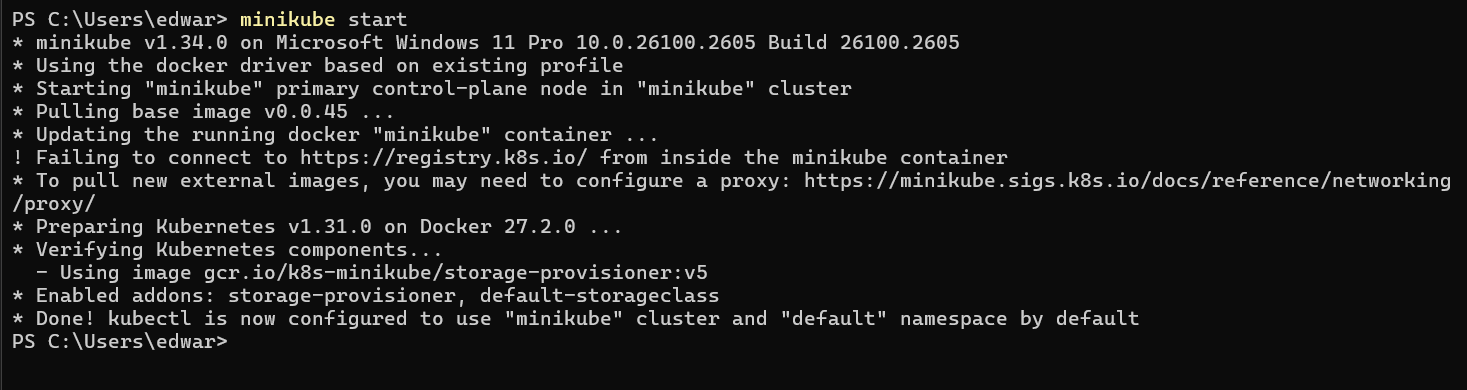 PS C:\Users\edwar> minikube start
* minikube v1.34.0 on Microsoft Windows 11 Pro 10.0.26100.2605 Build 26100.2605
* Using the docker driver based on existing profile
* Starting "minikube" primary control-plane node in "minikube" cluster
* Pulling base image v0.0.45 ...
* Updating the running docker "minikube" container ...
! Failing to connect to https://registry.k8s.io/ from inside the minikube container
* To pull new external images, you may need to configure a proxy: https://minikube.sigs.k8s.io/docs/reference/networking
/proxy/
* Preparing Kubernetes v1.31.0 on Docker 27.2.0 ...
* Verifying Kubernetes components...
  - Using image gcr.io/k8s-minikube/storage-provisioner:v5
* Enabled addons: storage-provisioner, default-storageclass
* Done! kubectl is now configured to use "minikube" cluster and "default" namespace by default
PS C:\Users\edwar>